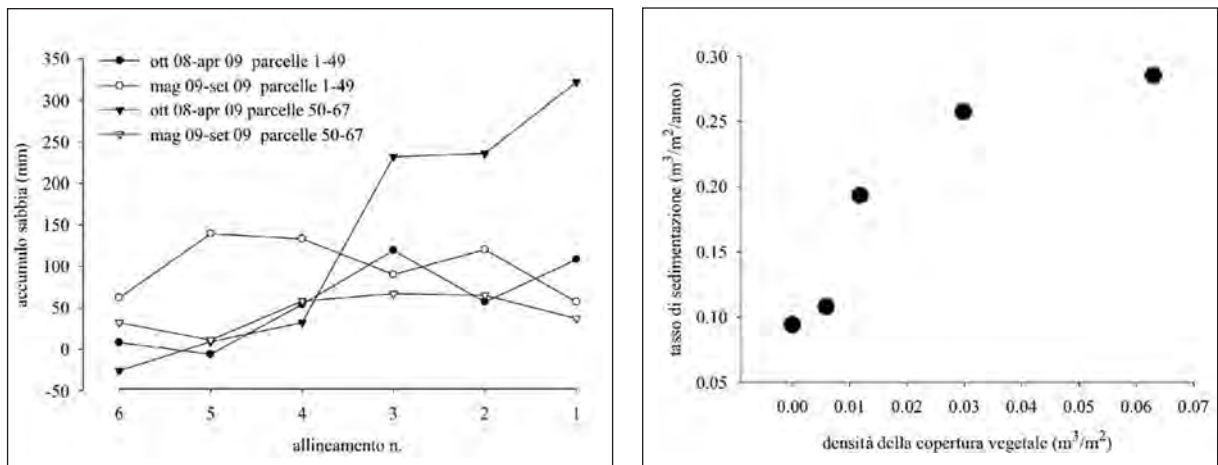 350
300
250
200
150
100
50
0
-50
accumulo sabbia (mm)
ott 08-apr 09 parcelle 1-49
mag 09-set 09 parcelle 1-49
ott 08-apr 09 parcelle 50-67
mag 09-set 09 parcelle 50-67
6 5 4 3 2 1
allineamento n.
0.30
0.25
0.20
0.15
0.10
0.05
tasso di sedimentazione (m³/m²/anno)
0.00 0.01 0.02 0.03 0.04 0.05 0.06 0.07
densità della copertura vegetale (m³/m²)